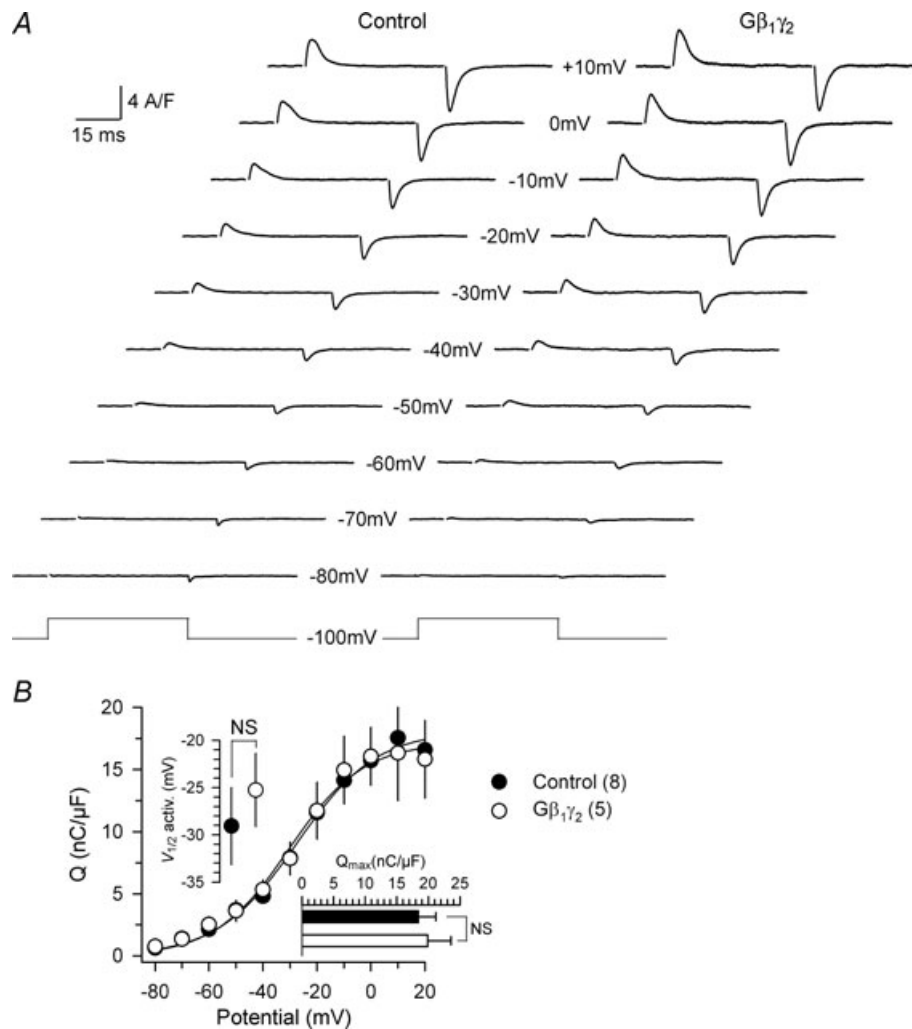 A
Control
Gβ₁γ₂
4 A/F
15 ms
+10mV
0mV
-10mV
-20mV
-30mV
-40mV
-50mV
-60mV
-70mV
-80mV
-100mV
B
Q (nC/μF)
20
15
10
5
0
-80 -60 -40 -20 0 20
Potential (mV)
NS
V₁/₂ activ. (mV)
-20
-25
-30
-35
Qmax(nC/μF)
0 5 10 15 20 25
NS
Control (8)
Gβ₁γ₂ (5)